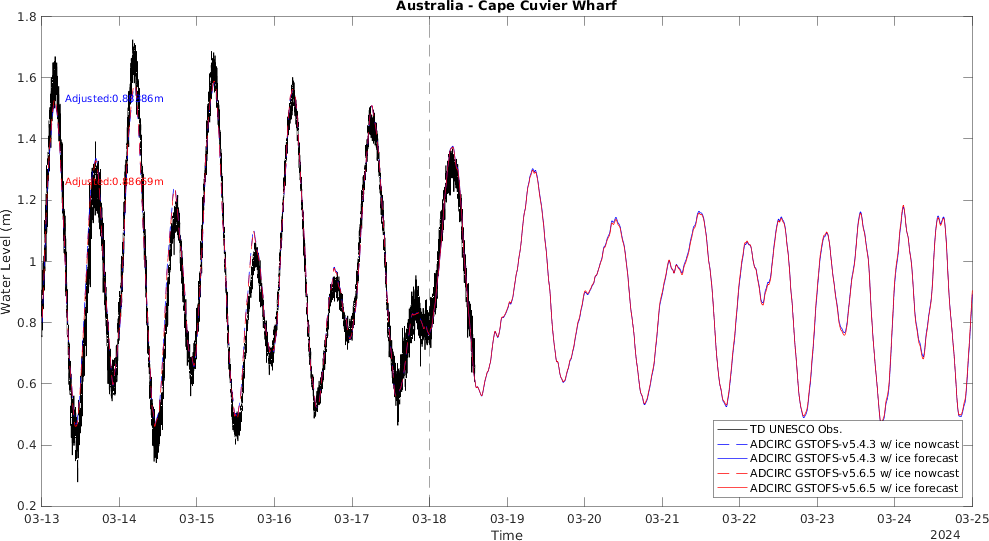 Australia - Cape Cuvier Wharf
1.8
1.6
1.4
1.2
1
0.8
0.6
0.4
0.2
Water Level (m)
Adjusted:0.88669m
TD UNESCO Obs.
ADCIRC GSTOFS-v5.4.3 w/ ice nowcast
ADCIRC GSTOFS-v5.4.3 w/ ice forecast
ADCIRC GSTOFS-v5.6.5 w/ ice nowcast
ADCIRC GSTOFS-v5.6.5 w/ ice forecast
03-13 03-14 03-15 03-16 03-17 03-18 03-19 03-20 03-21 03-22 03-23 03-24 03-25
Time
2024